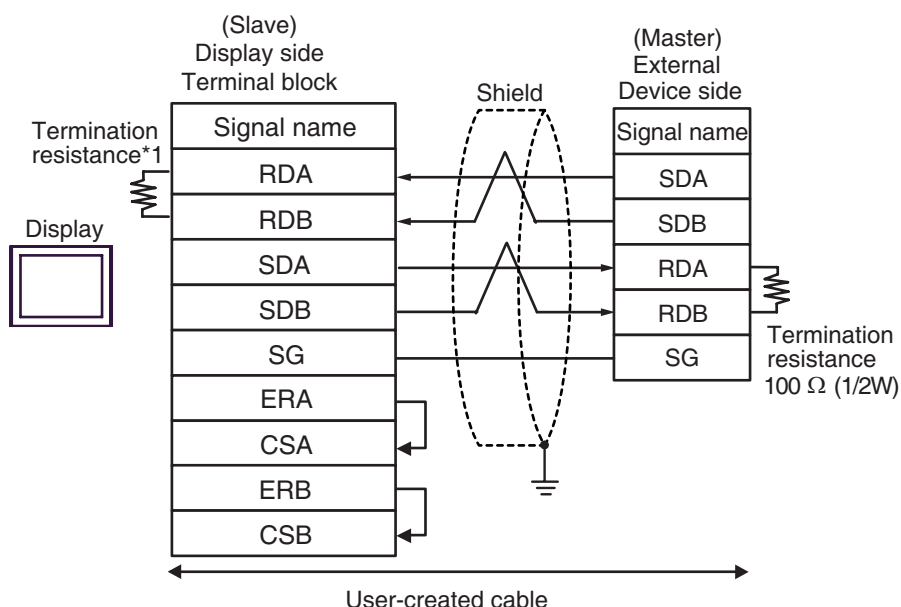 (Slave)
Display side
Terminal block
(Master)
External
Device side
Shield
Termination
resistance*1
Display
Signal name
RDA
RDB
SDA
SDB
SG
ERA
CSA
ERB
CSB
Signal name
SDA
SDB
RDA
RDB
SG
Termination
resistance
100 Ω (1/2W)
User-created cable